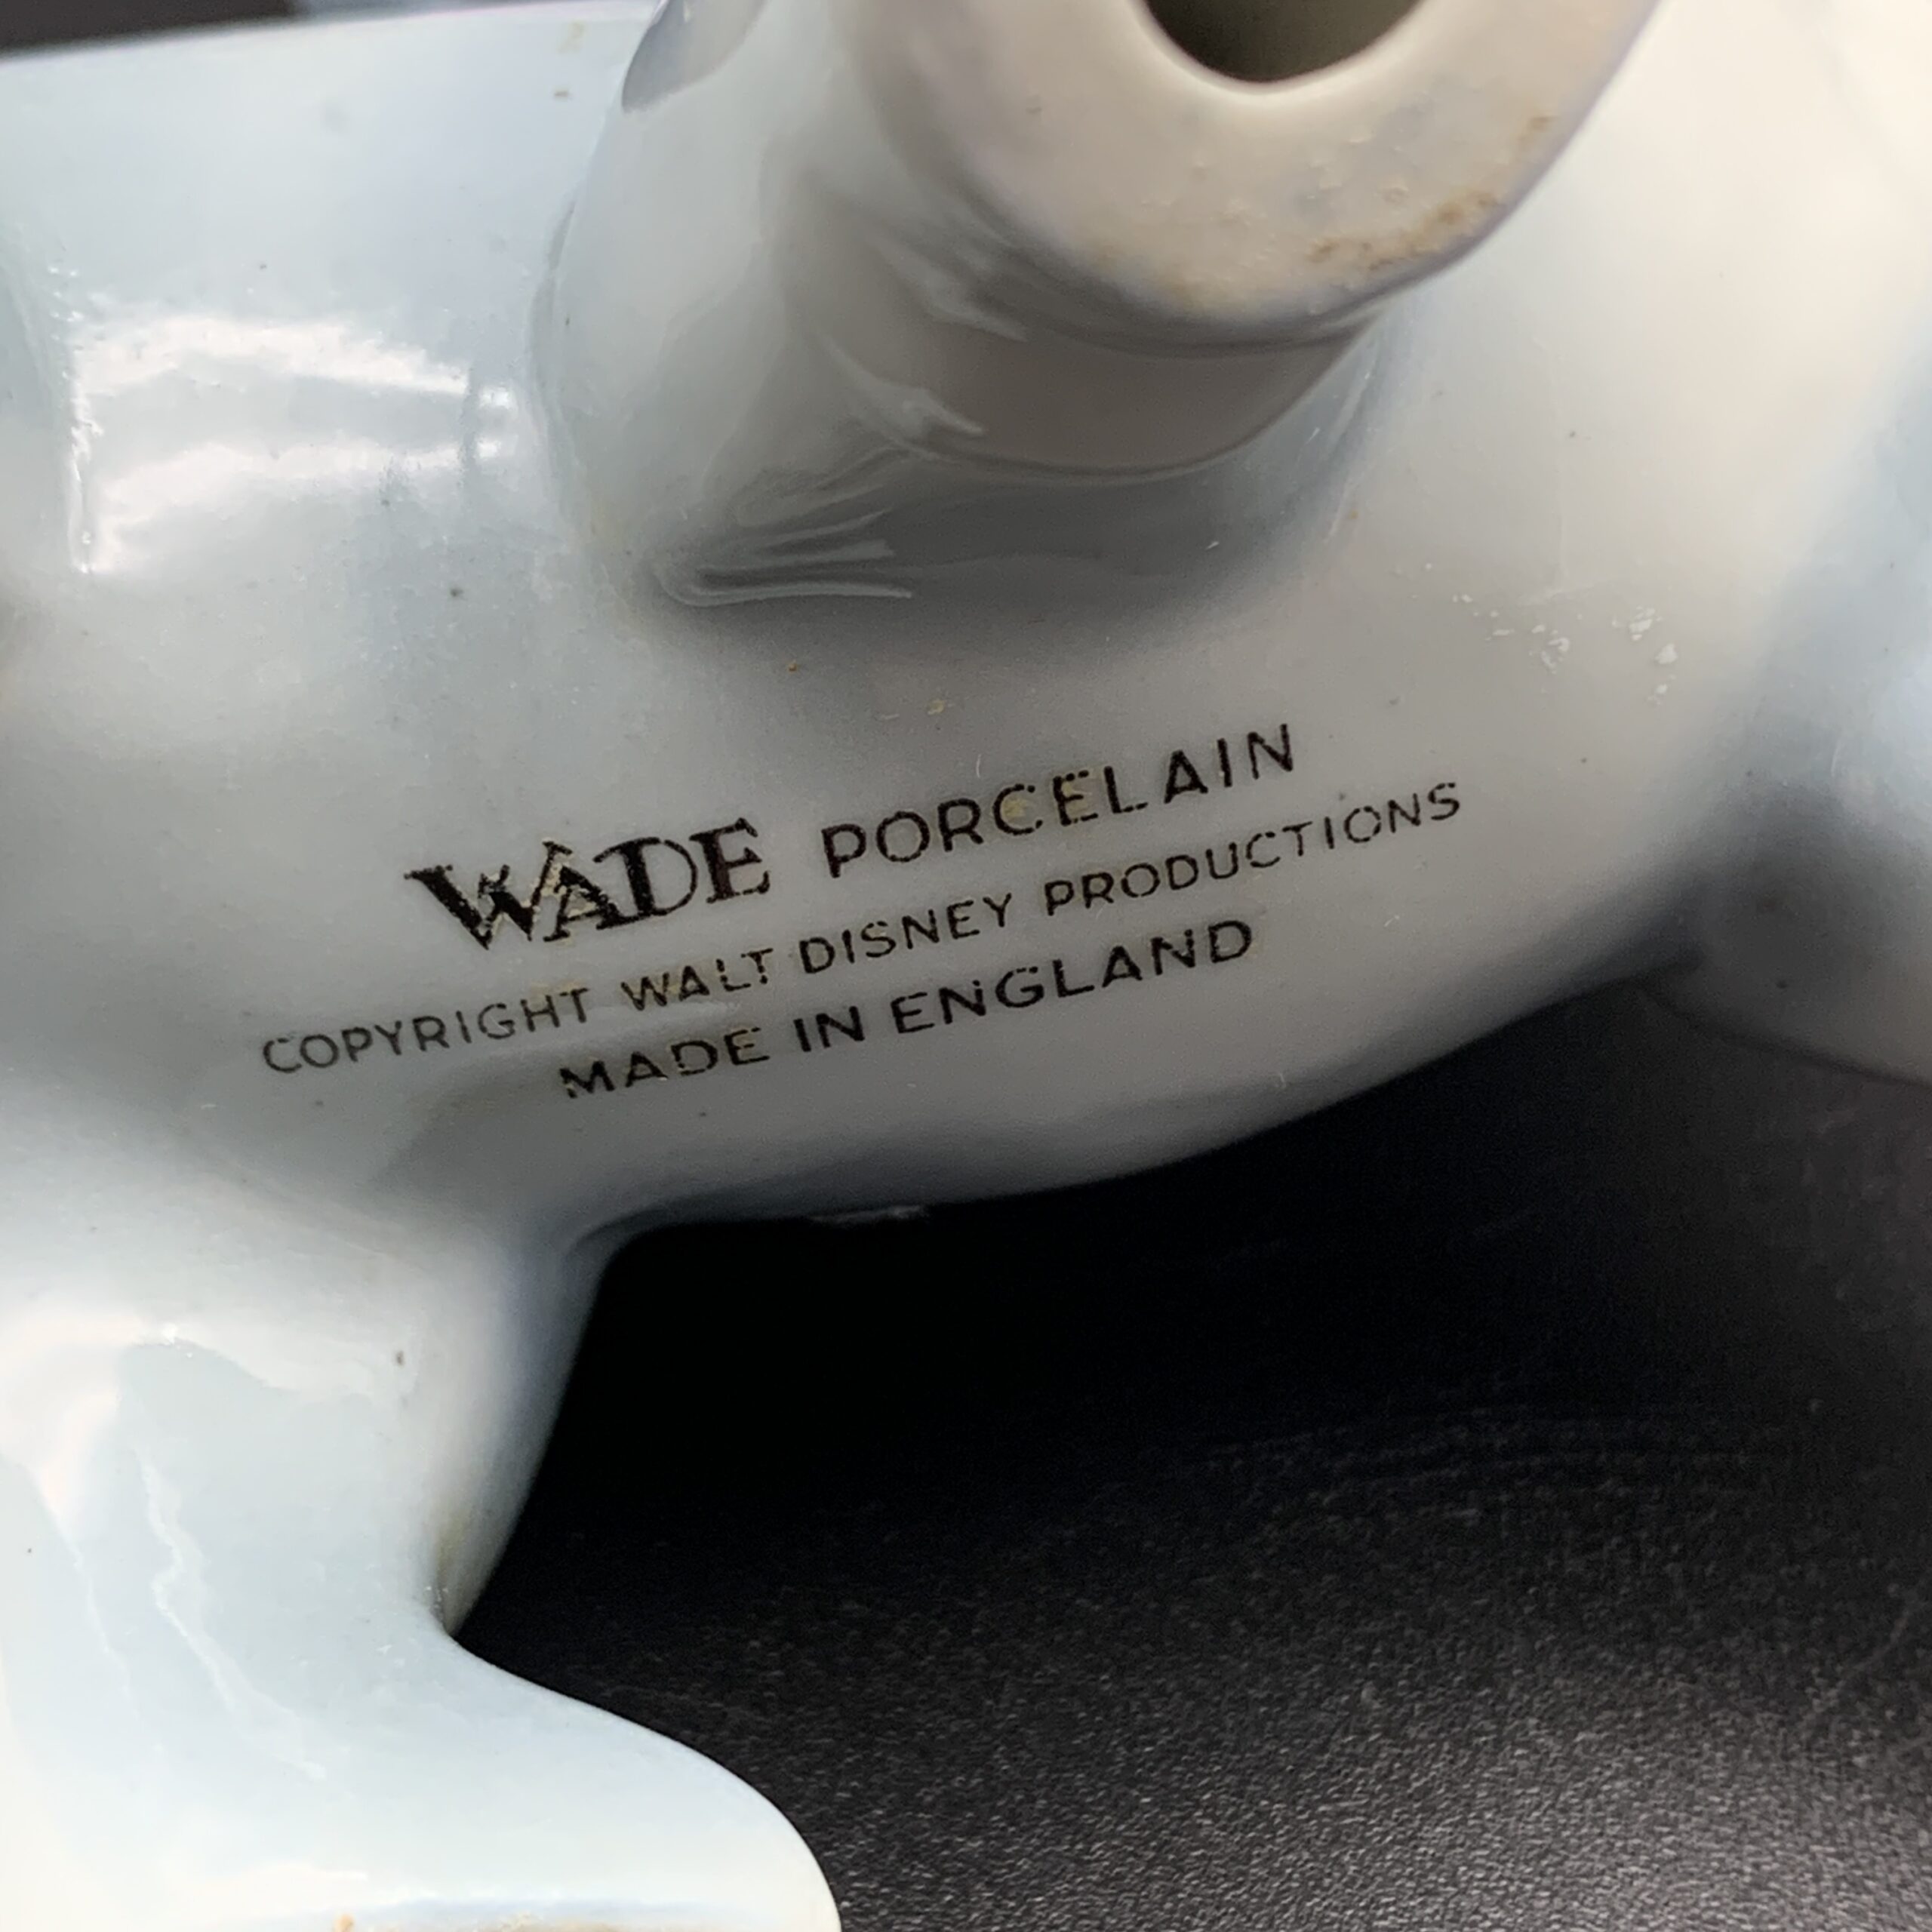 WADE PORCELAIN
COPYRIGHT WALT DISNEY PRODUCTIONS
MADE IN ENGLAND